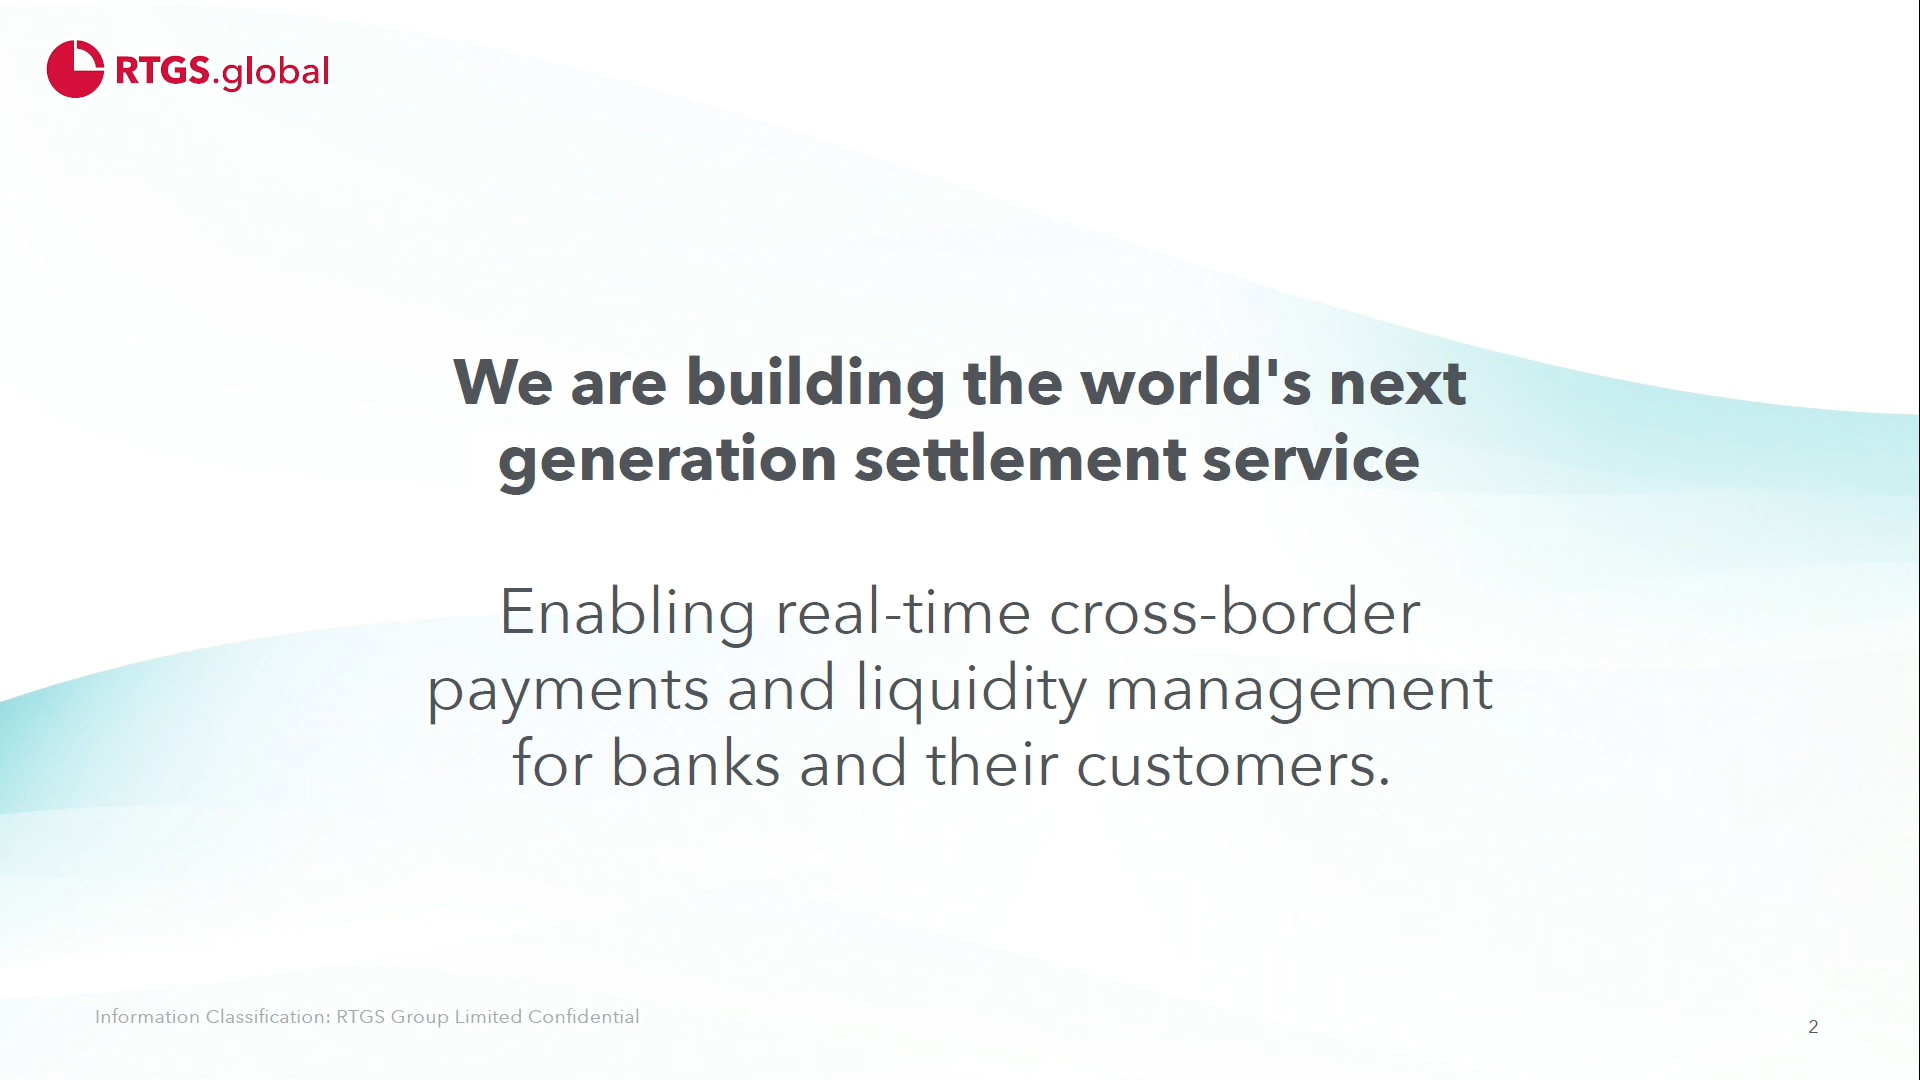 RTGS.global
We are building the world's next
generation settlement service
Enabling real-time cross-border
payments and liquidity management
for banks and their customers.
Information Classification: RTGS Group Limited Confidential
2